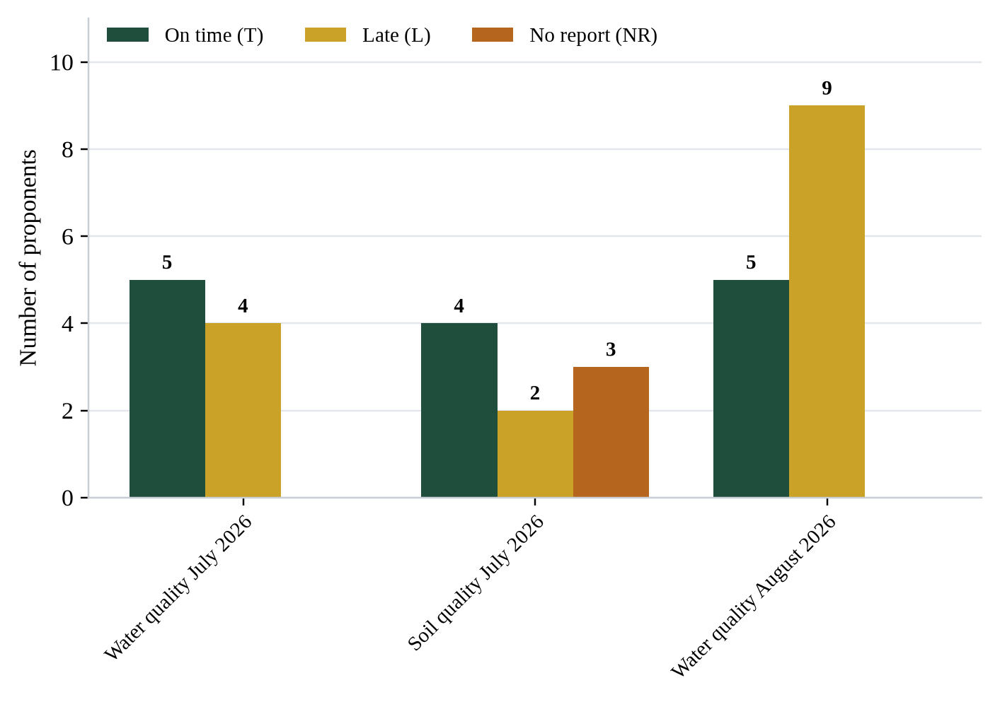 On time (T) Late (L) No report (NR)
Number of proponents
10
8
6
4
2
0
5
4
4
2
3
5
9
Water quality July 2026
Soil quality July 2026
Water quality August 2026